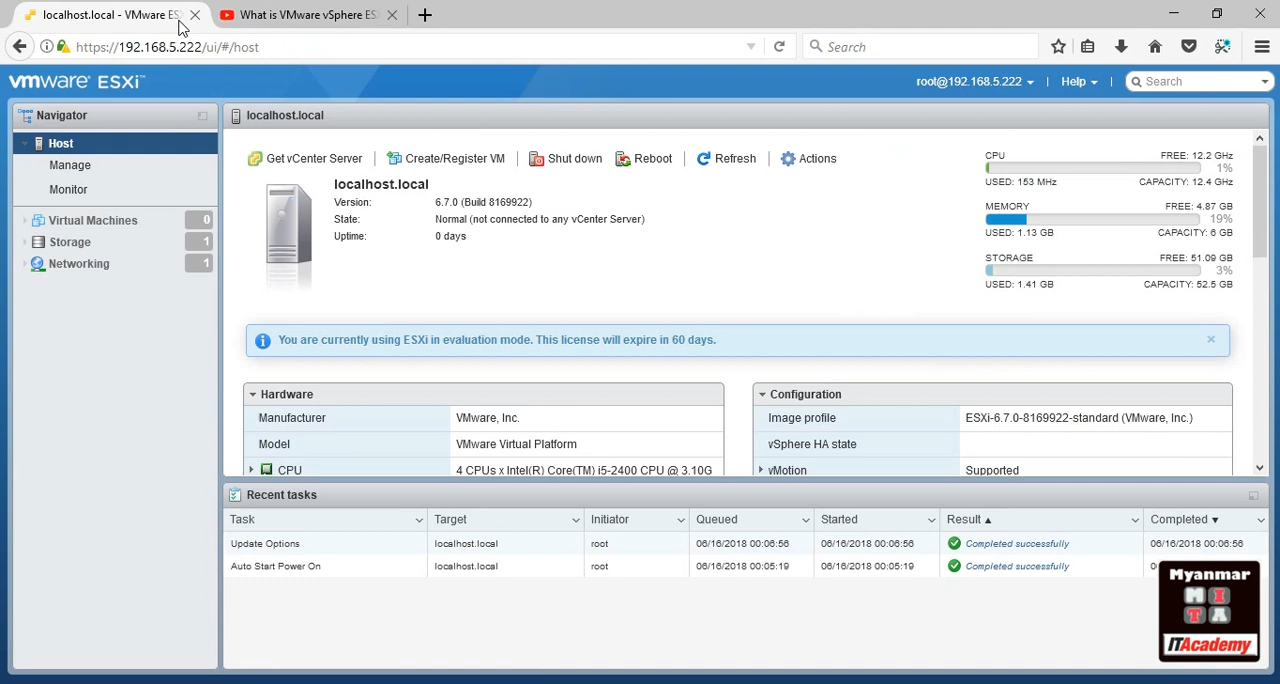 localhost.local - VMware ES
What is VMware vSphere ES
https://192.168.5.222/ui/#/host
Search
vmware ESXi™
root@192.168.5.222
Help
Search
Navigator
Host
Manage
Monitor
Virtual Machines 0
Storage 1
Networking 1
localhost.local
Get vCenter Server
Create/Register VM
Shut down
Reboot
Refresh
Actions
localhost.local
Version: 6.7.0 (Build 8169922)
State: Normal (not connected to any vCenter Server)
Uptime: 0 days
CPU FREE: 12.2 GHz
1%
USED: 153 MHz CAPACITY: 12.4 GHz
MEMORY FREE: 4.87 GB
19%
USED: 1.13 GB CAPACITY: 6 GB
STORAGE FREE: 51.09 GB
3%
USED: 1.41 GB CAPACITY: 52.5 GB
You are currently using ESXi in evaluation mode. This license will expire in 60 days.
Hardware
Manufacturer VMware, Inc.
Model VMware Virtual Platform
CPU 4 CPUs x Intel(R) Core(TM) i5-2400 CPU @ 3.10G
Configuration
Image profile ESXi-6.7.0-8169922-standard (VMware, Inc.)
vSphere HA state
vMotion Supported
Recent tasks
Task Target Initiator Queued Started Result Completed
Update Options localhost.local root 06/16/2018 00:06:56 06/16/2018 00:06:56 Completed successfully 06/16/2018 00:06:56
Auto Start Power On localhost.local root 06/16/2018 00:05:19 06/16/2018 00:05:19 Completed successfully
Myanmar
M I
T A
ITAcademy